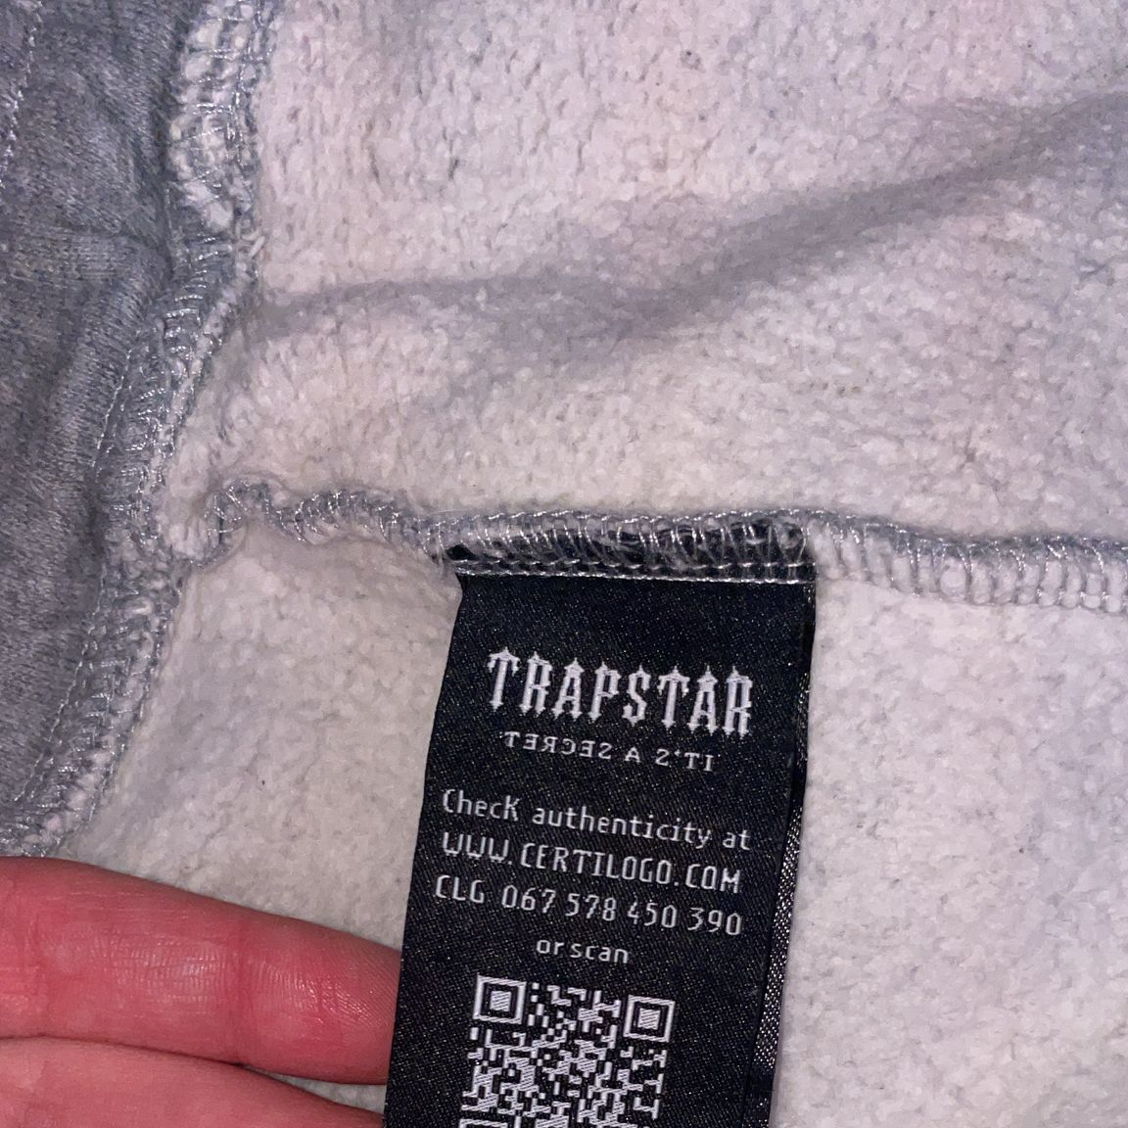 TRAPSTAR
IT'S A SECRET
Check authenticity at
WWW.CERTILOGO.COM
CLG 067 578 450 390
or scan